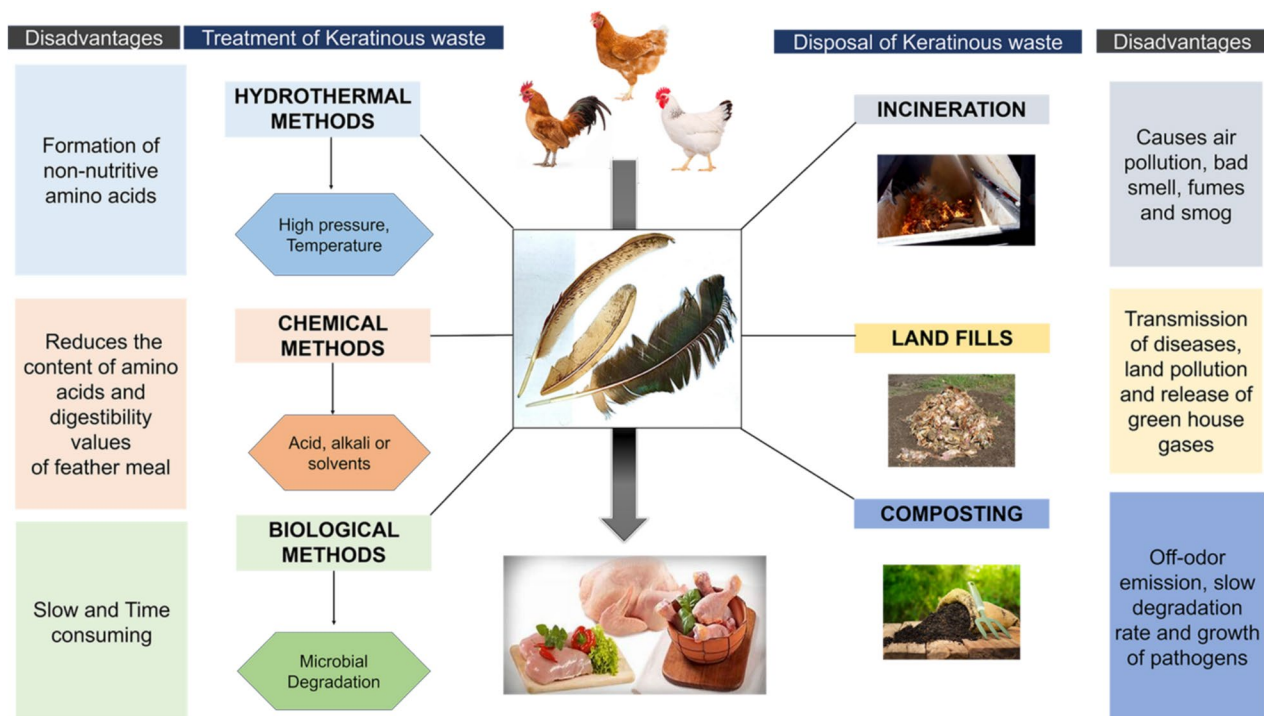 Disadvantages
Treatment of Keratinous waste
Disposal of Keratinous waste
Disadvantages
Formation of
non-nutritive
amino acids
HYDROTHERMAL
METHODS
High pressure,
Temperature
INCINERATION
Causes air
pollution, bad
smell, fumes
and smog
Reduces the
content of amino
acids and
digestibility
values
of feather meal
CHEMICAL
METHODS
Acid, alkali or
solvents
LAND FILLS
Transmission
of diseases,
land pollution
and release of
green house
gases
Slow and Time
consuming
BIOLOGICAL
METHODS
Microbial
Degradation
COMPOSTING
Off-odor
emission, slow
degradation
rate and growth
of pathogens